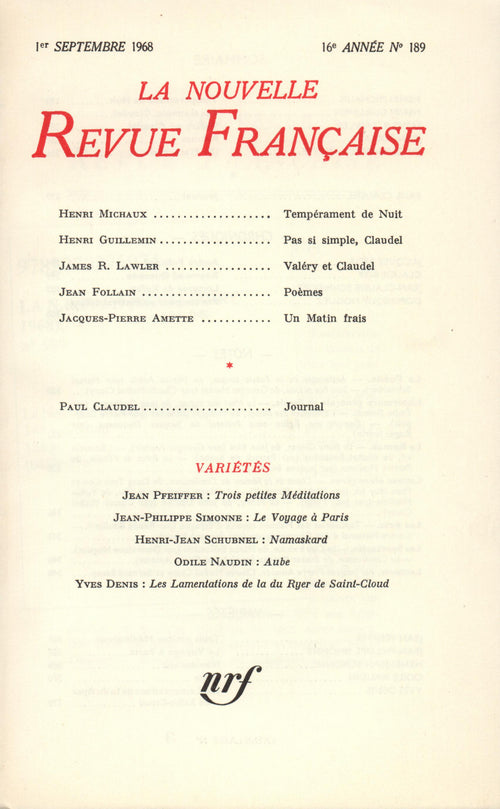 1er SEPTEMBRE 1968 16e ANNÉE No 189
LA NOUVELLE
REVUE FRANÇAISE
HENRI MICHAUX .................... Tempérament de Nuit
HENRI GUILLEMIN ................... Pas si simple, Claudel
JAMES R. LAWLER .................. Valéry et Claudel
JEAN FOLLAIN ..................... Poèmes
JACQUES-PIERRE AMETTE ............ Un Matin frais
*
PAUL CLAUDEL ...................... Journal
VARIÉTÉS
JEAN PFEIFFER : Trois petites Méditations
JEAN-PHILIPPE SIMONNE : Le Voyage à Paris
HENRI-JEAN SCHUBNEL : Namaskard
ODILE NAUDIN : Aube
YVES DENIS : Les Lamentations de la du Ryer de Saint-Cloud
nrf